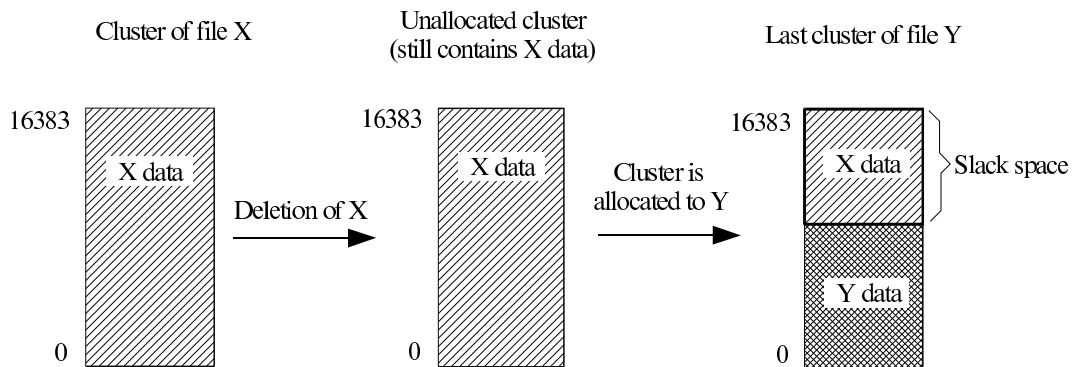 Cluster of file X
16383
X data
0
Deletion of X
Unallocated cluster
(still contains X data)
16383
X data
0
Cluster is
allocated to Y
Last cluster of file Y
16383
X data
Slack space
Y data
0